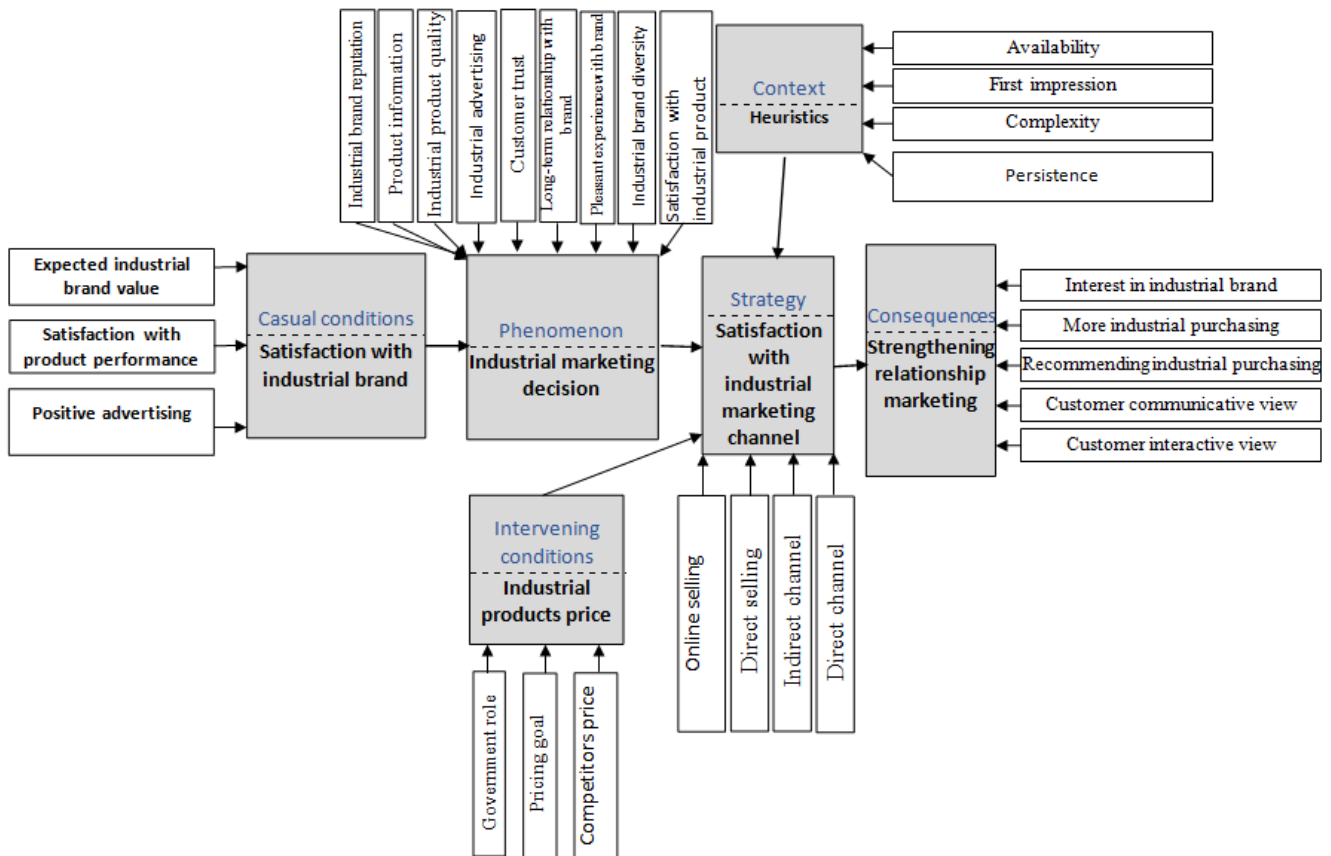 Industrial brand reputation
Product information
Industrial product quality
Industrial advertising
Customer trust
Long-term relationship with
brand
Pleasant experience with brand
Industrial brand diversity
Satisfaction with
industrial product
Context
Heuristics
Availability
First impression
Complexity
Persistence
Expected industrial
brand value
Satisfaction with
product performance
Positive advertising
Casual conditions
Satisfaction with
industrial brand
Phenomenon
Industrial marketing
decision
Strategy
Satisfaction
with
industrial
marketing
channel
Consequences
Strengthening
relationship
marketing
Interest in industrial brand
More industrial purchasing
Recommending industrial purchasing
Customer communicative view
Customer interactive view
Intervening
conditions
Industrial
products price
Government role
Pricing goal
Competitors price
Online selling
Direct selling
Indirect channel
Direct channel